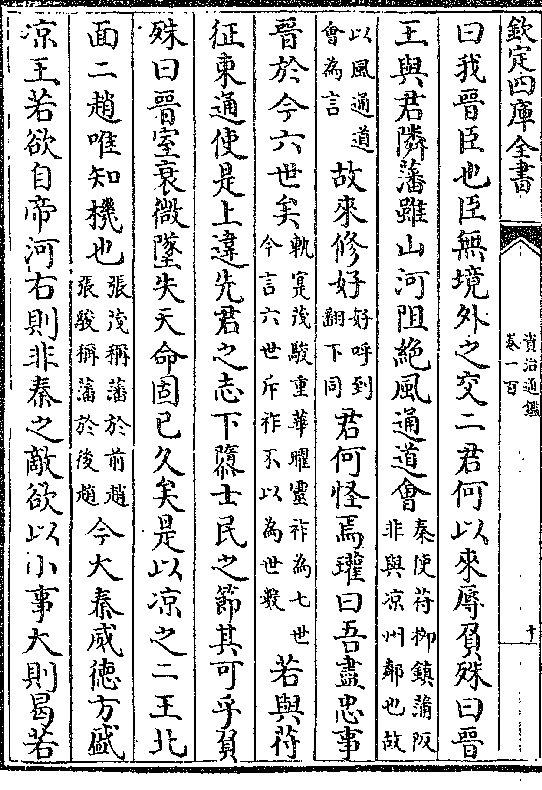 欽定四庫全書
資治通鑑
卷一百
十
曰我晉臣也臣無境外之交二君何以來辱負殊曰晉
王與君隣藩雖山河阻絶風通道會秦使苻柳鎮蒲阪非與凉州鄰也故
以風通道會為言故來修好好呼到翻下同君何怪焉瓘曰吾盡忠事
晉於今六世矣軌寔茂駿重華曜靈祚為七世今言六世斥祚不以為世數若與苻
征東通使是上違先君之志下隳士民之節其可乎負
殊曰晉室衰微墜失天命固已久矣是以凉之二王北
面二趙唯知機也張茂稱藩於前趙張駿稱藩於後趙今大秦威德方盛
凉王若欲自帝河右則非秦之敵欲以小事大則曷若